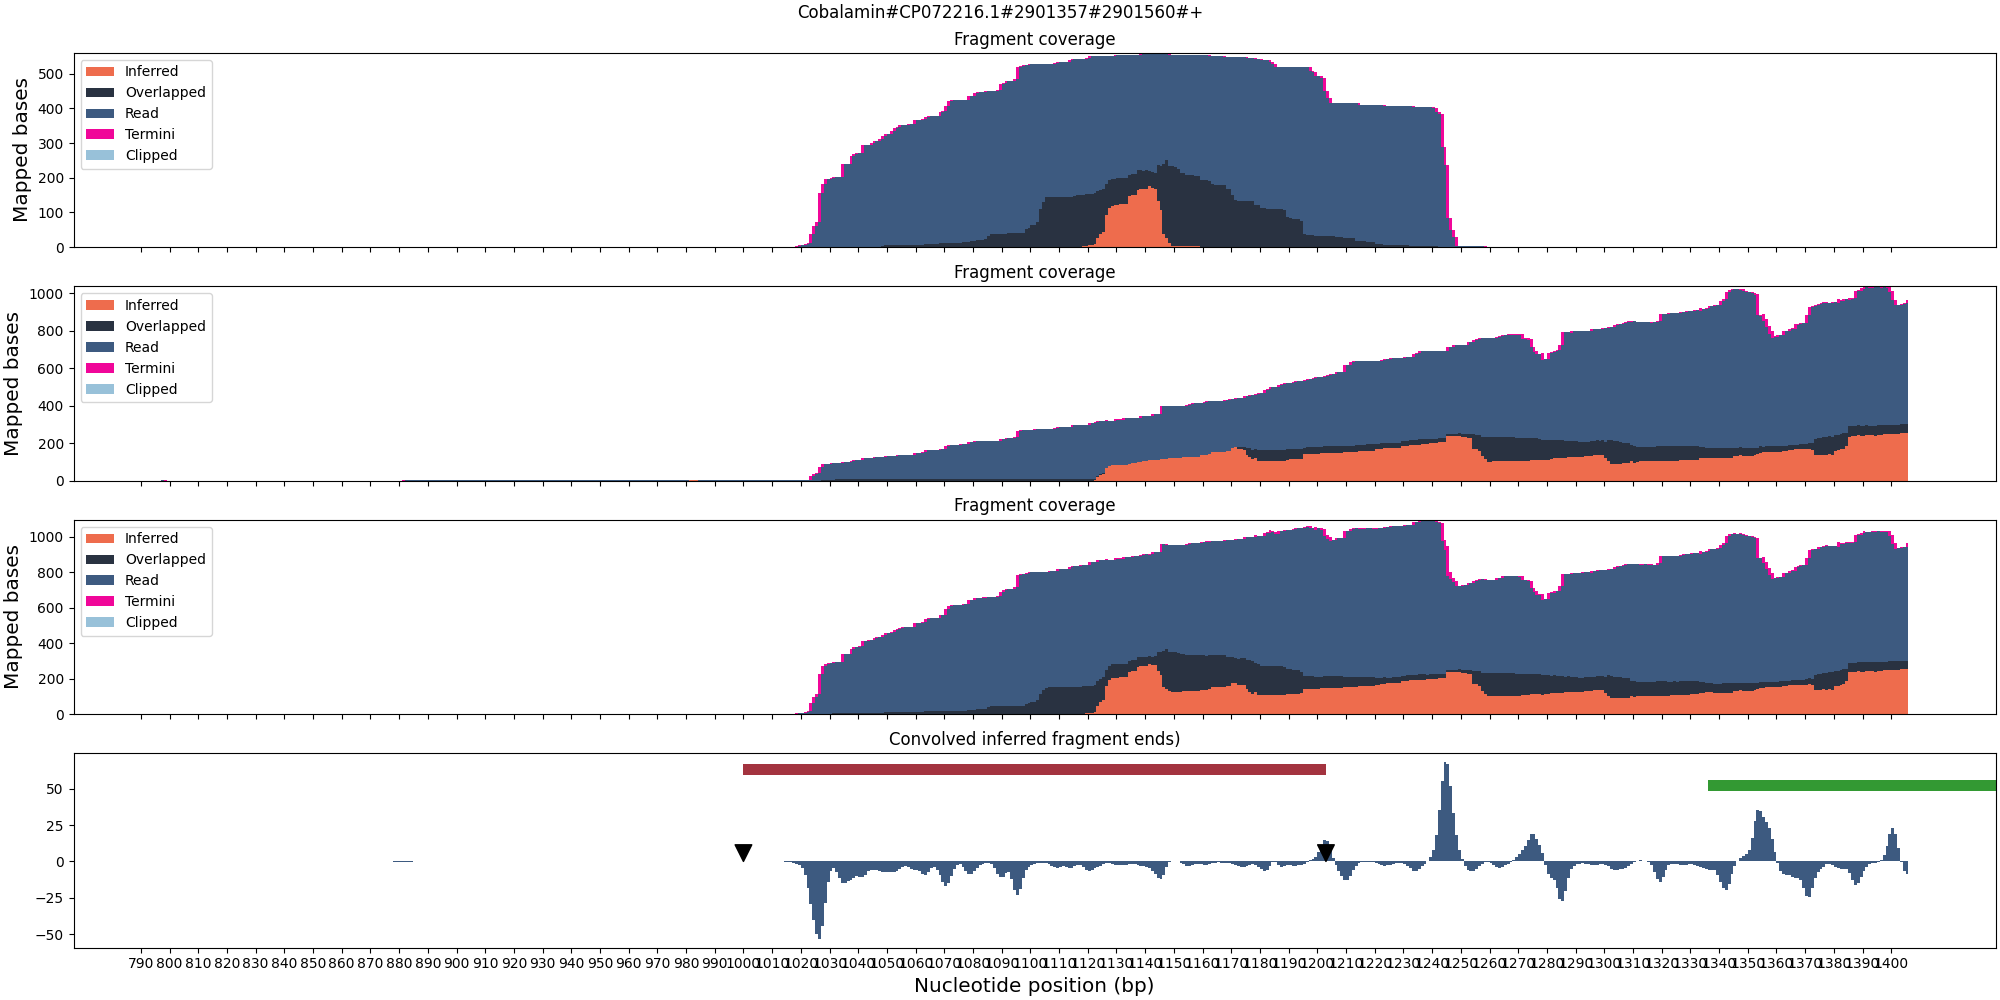 Cobalamin#CP072216.1#2901357#2901560#+
Fragment coverage
Mapped bases
500
400
300
200
100
0
Inferred
Overlapped
Read
Termini
Clipped
Fragment coverage
Mapped bases
1000
800
600
400
200
0
Inferred
Overlapped
Read
Termini
Clipped
Fragment coverage
Mapped bases
1000
800
600
400
200
0
Inferred
Overlapped
Read
Termini
Clipped
Convolved inferred fragment ends)
50
25
0
−25
−50
790 800 810 820 830 840 850 860 870 880 890 900 910 920 930 940 950 960 970 980 990 1000 1010 1020 1030 1040 1050 1060 1070 1080 1090 1100 1110 1120 1130 1140 1150 1160 1170 1180 1190 1200 1210 1220 1230 1240 1250 1260 1270 1280 1290 1300 1310 1320 1330 1340 1350 1360 1370 1380 1390 1400
Nucleotide position (bp)